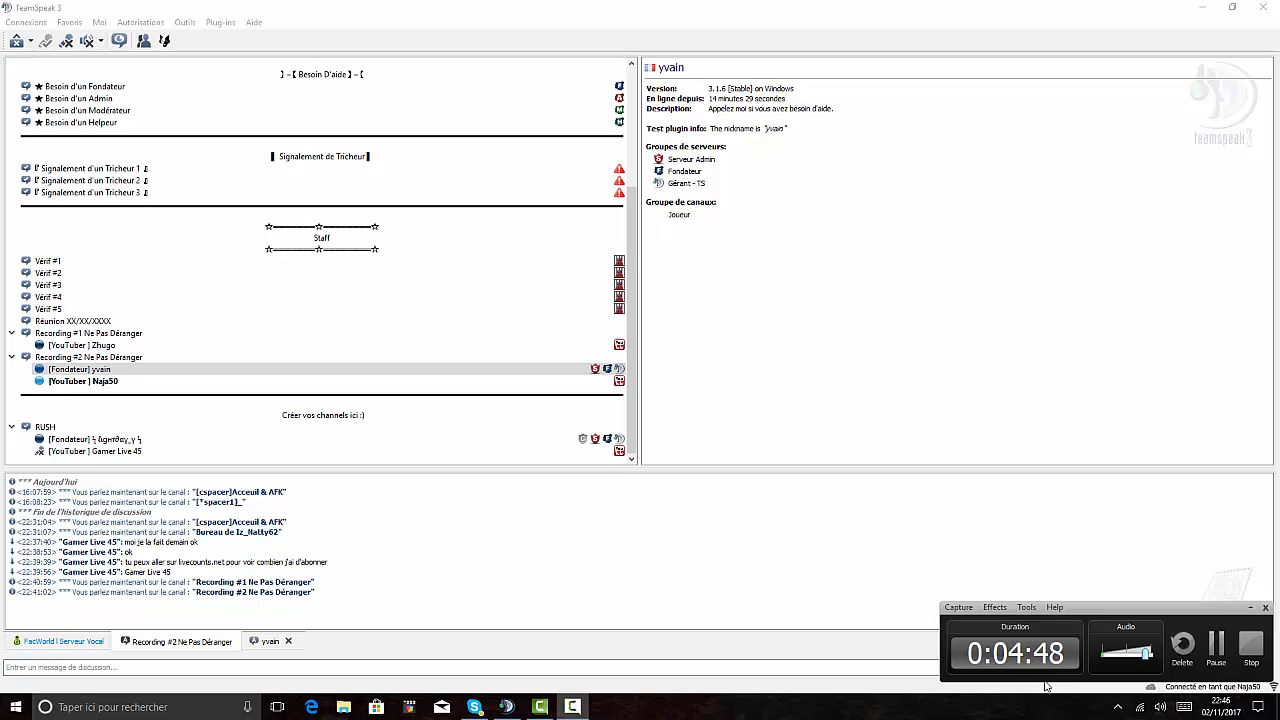 TeamSpeak 3
Connexions Favoris Moi Autorisations Outils Plug-ins Aide
】–【 Besoin D'aide 】–【
★ Besoin d'un Fondateur
★ Besoin d'un Admin
★ Besoin d'un Modérateur
★ Besoin d'un Helpeur
▌ Signalement de Tricheur▐
Signalement d'un Tricheur 1
Signalement d'un Tricheur 2
Signalement d'un Tricheur 3
☆═══════☆═══════☆
Staff
☆═══════☆═══════☆
Vérif #1
Vérif #2
Vérif #3
Vérif #4
Vérif #5
Réunion XX/XX/XXXX
Recording #1 Ne Pas Déranger
[YouTuber ] Zhugo
Recording #2 Ne Pas Déranger
[Fondateur] yvain
[YouTuber ] Naja50
Créer vos channels ici :)
RUSH
[Fondateur]
[YouTuber ] Gamer Live 45
yvain
Version: 3.1.6 [Stable] on Windows
En ligne depuis: 14 minutes 29 secondes
Description: Appelez moi si vous avez besoin d'aide.
Test plugin info: The nickname is "yvain"
Groupes de serveurs:
Serveur Admin
Fondateur
Gérant - TS
Groupe de canaux:
Joueur
teamspeak3
*** Aujourd'hui
<16:07:59> *** Vous parlez maintenant sur le canal : "[cspacer]Acceuil & AFK"
<16:08:23> *** Vous parlez maintenant sur le canal : "[*spacer1]_"
*** Fin de l'historique de discussion
<22:31:04> *** Vous parlez maintenant sur le canal : "[cspacer]Acceuil & AFK"
<22:31:07> *** Vous parlez maintenant sur le canal : "Bureau de Iz_Natty62"
<22:37:40> "Gamer Live 45": moi je la fait demain ok
<22:38:53> "Gamer Live 45": ok
<22:39:39> "Gamer Live 45": tu peux aller sur livecounts.net pour voir combien j'ai d'abonner
<22:39:56> "Gamer Live 45": Gamer Live 45
<22:40:59> *** Vous parlez maintenant sur le canal : "Recording #1 Ne Pas Déranger"
<22:41:02> *** Vous parlez maintenant sur le canal : "Recording #2 Ne Pas Déranger"
FacWorld | Serveur Vocal Recording #2 Ne Pas Déranger yvain
Entrer un message de discussion...
Capture Effects Tools Help
Duration Audio
0:04:48
Delete Pause Stop
Connecté en tant que Naja50
Taper ici pour rechercher
22:46
02/11/2017